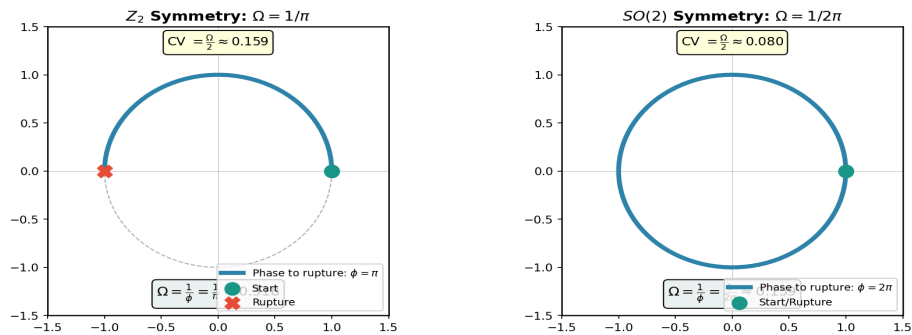 Z₂ Symmetry: Ω = 1/π
CV = Ω/2 ≈ 0.159
1.5
1.0
0.5
0.0
−0.5
−1.0
−1.5
Ω = 1/ϕ =
Phase to rupture: ϕ = π
Start
Rupture
−1.5 −1.0 −0.5 0.0 0.5 1.0 1.5
SO(2) Symmetry: Ω = 1/2π
CV = Ω/2 ≈ 0.080
1.5
1.0
0.5
0.0
−0.5
−1.0
−1.5
Ω = 1/ϕ =
Phase to rupture: ϕ = 2π
Start/Rupture
−1.5 −1.0 −0.5 0.0 0.5 1.0 1.5